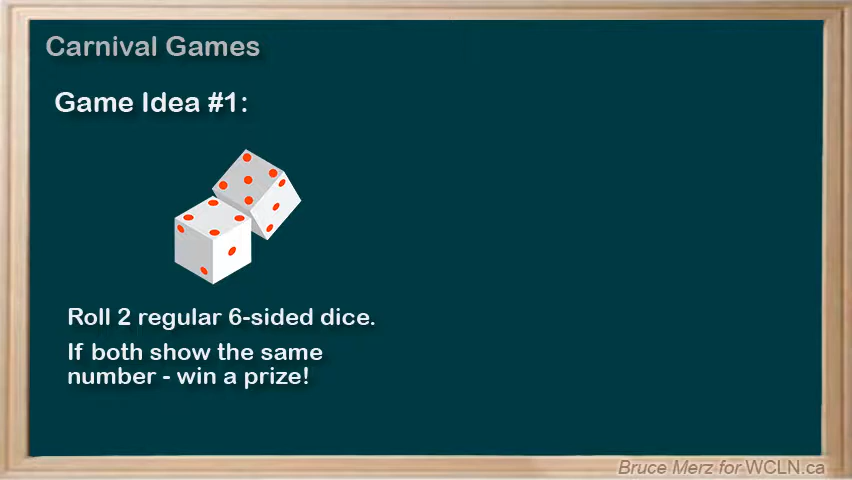 Carnival Games
Game Idea #1:
Roll 2 regular 6-sided dice.
If both show the same
number - win a prize!
Bruce Merz for WCLN.ca